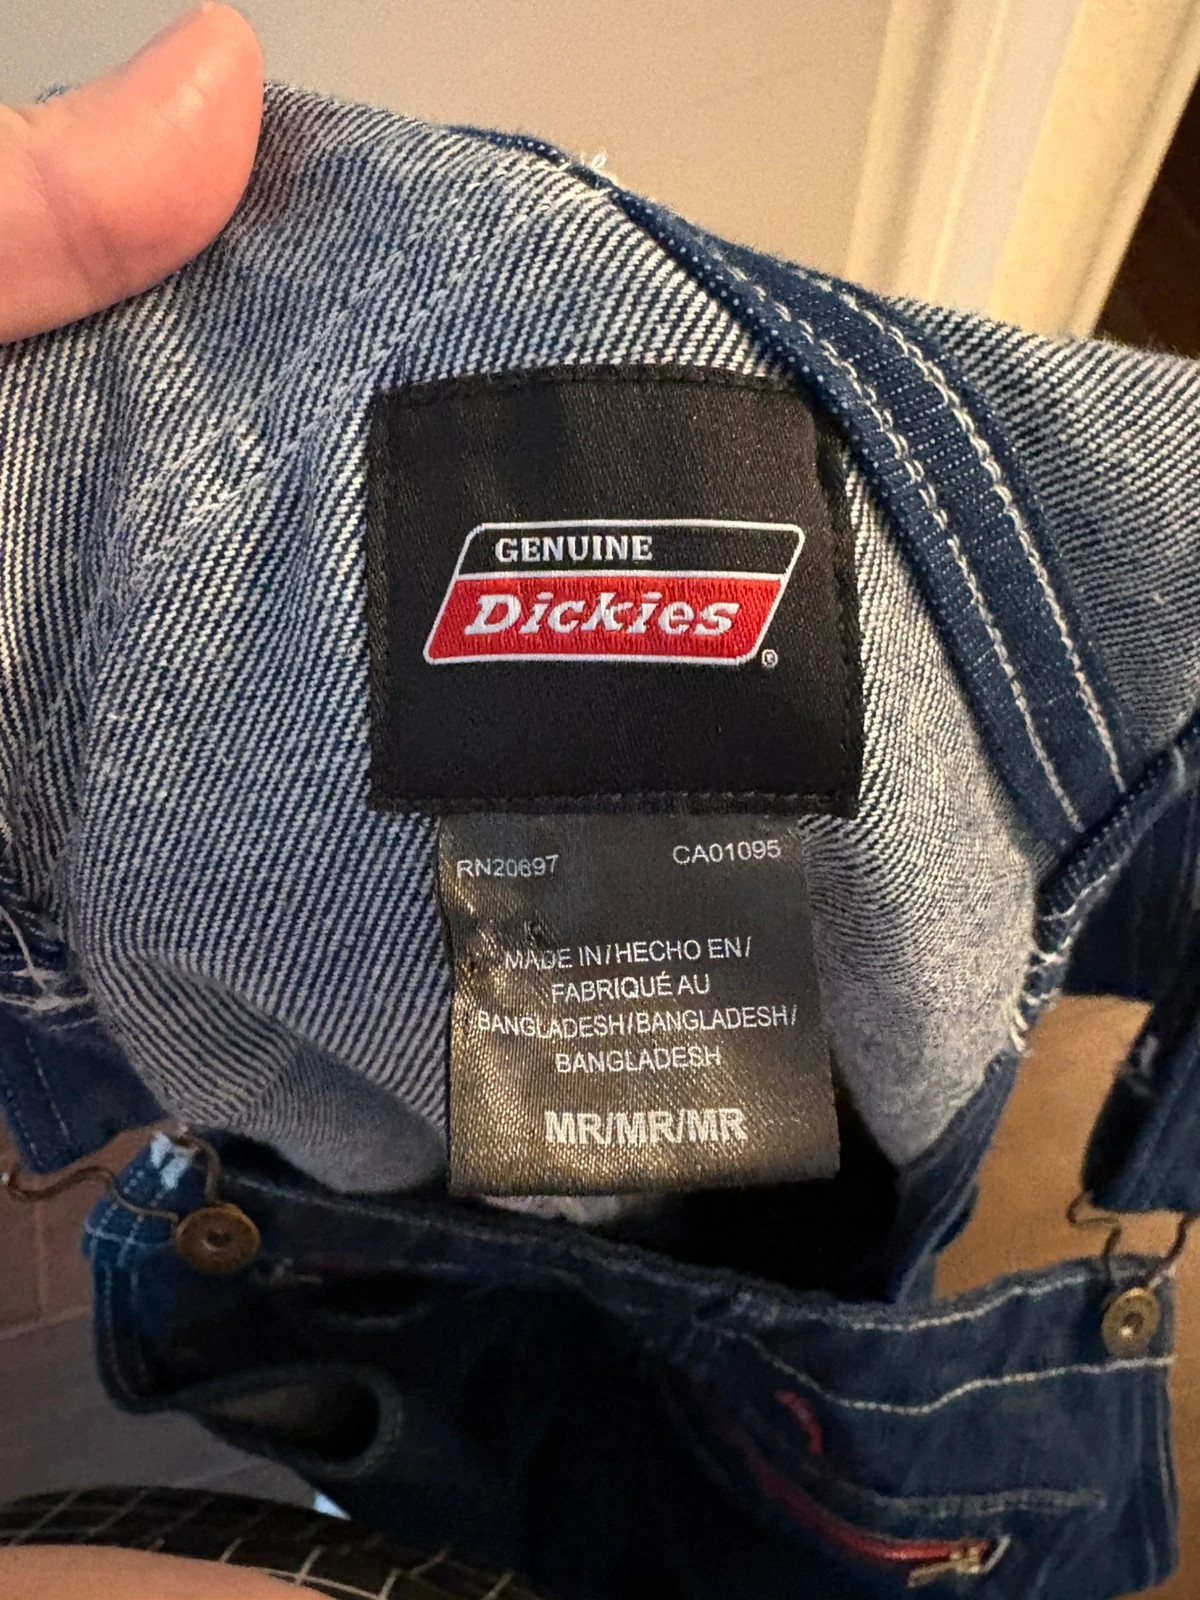 GENUINE
Dickies
®
RN20697 CA01095
MADE IN/HECHO EN/
FABRIQUÉ AU
BANGLADESH/BANGLADESH/
BANGLADESH
MR/MR/MR